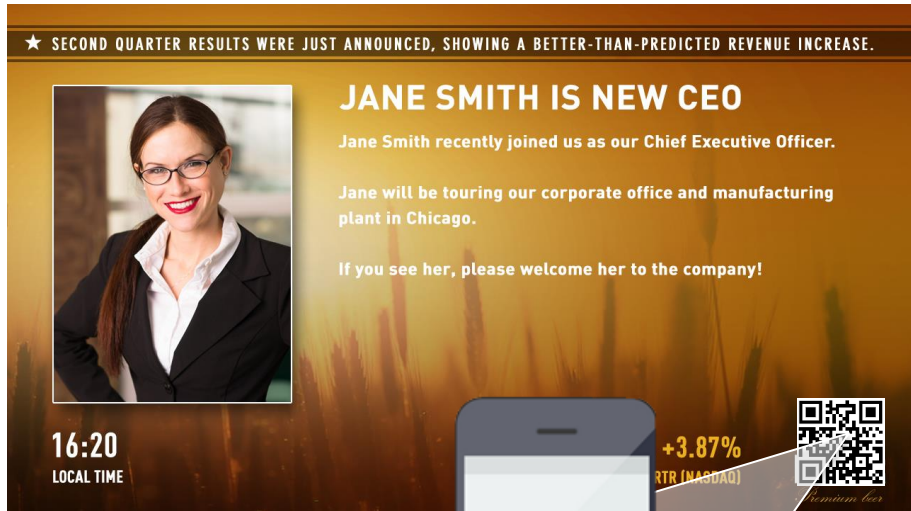 ★ SECOND QUARTER RESULTS WERE JUST ANNOUNCED, SHOWING A BETTER-THAN-PREDICTED REVENUE INCREASE.
JANE SMITH IS NEW CEO
Jane Smith recently joined us as our Chief Executive Officer.
Jane will be touring our corporate office and manufacturing
plant in Chicago.
If you see her, please welcome her to the company!
16:20
LOCAL TIME
+3.87%
RTR (NASDAQ)
Premium beer